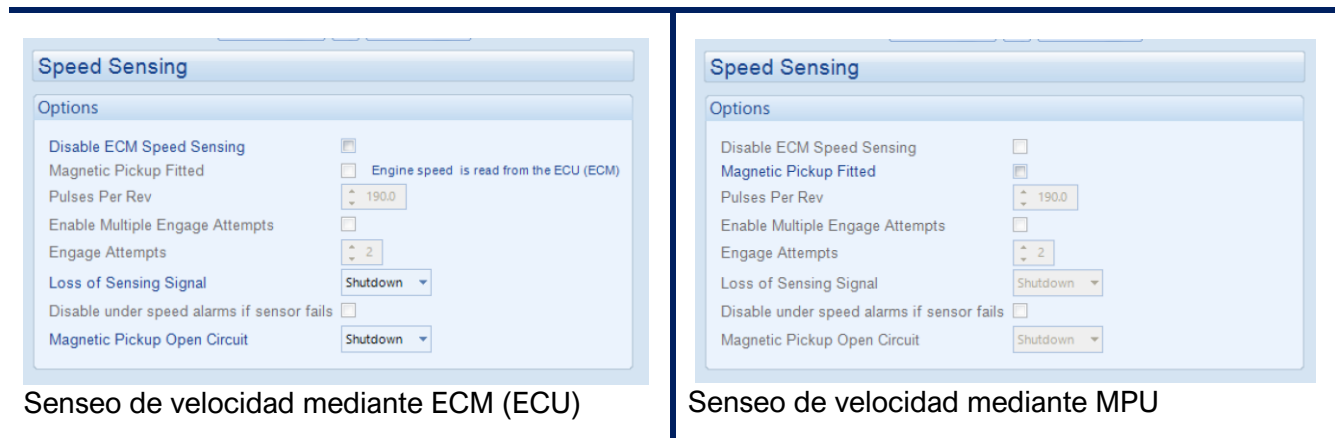 Speed Sensing
Options
Disable ECM Speed Sensing
Magnetic Pickup Fitted Engine speed is read from the ECU (ECM)
Pulses Per Rev 190.0
Enable Multiple Engage Attempts
Engage Attempts 2
Loss of Sensing Signal Shutdown
Disable under speed alarms if sensor fails
Magnetic Pickup Open Circuit Shutdown
Senseo de velocidad mediante ECM (ECU)
Speed Sensing
Options
Disable ECM Speed Sensing
Magnetic Pickup Fitted
Pulses Per Rev 190.0
Enable Multiple Engage Attempts
Engage Attempts 2
Loss of Sensing Signal Shutdown
Disable under speed alarms if sensor fails
Magnetic Pickup Open Circuit Shutdown
Senseo de velocidad mediante MPU